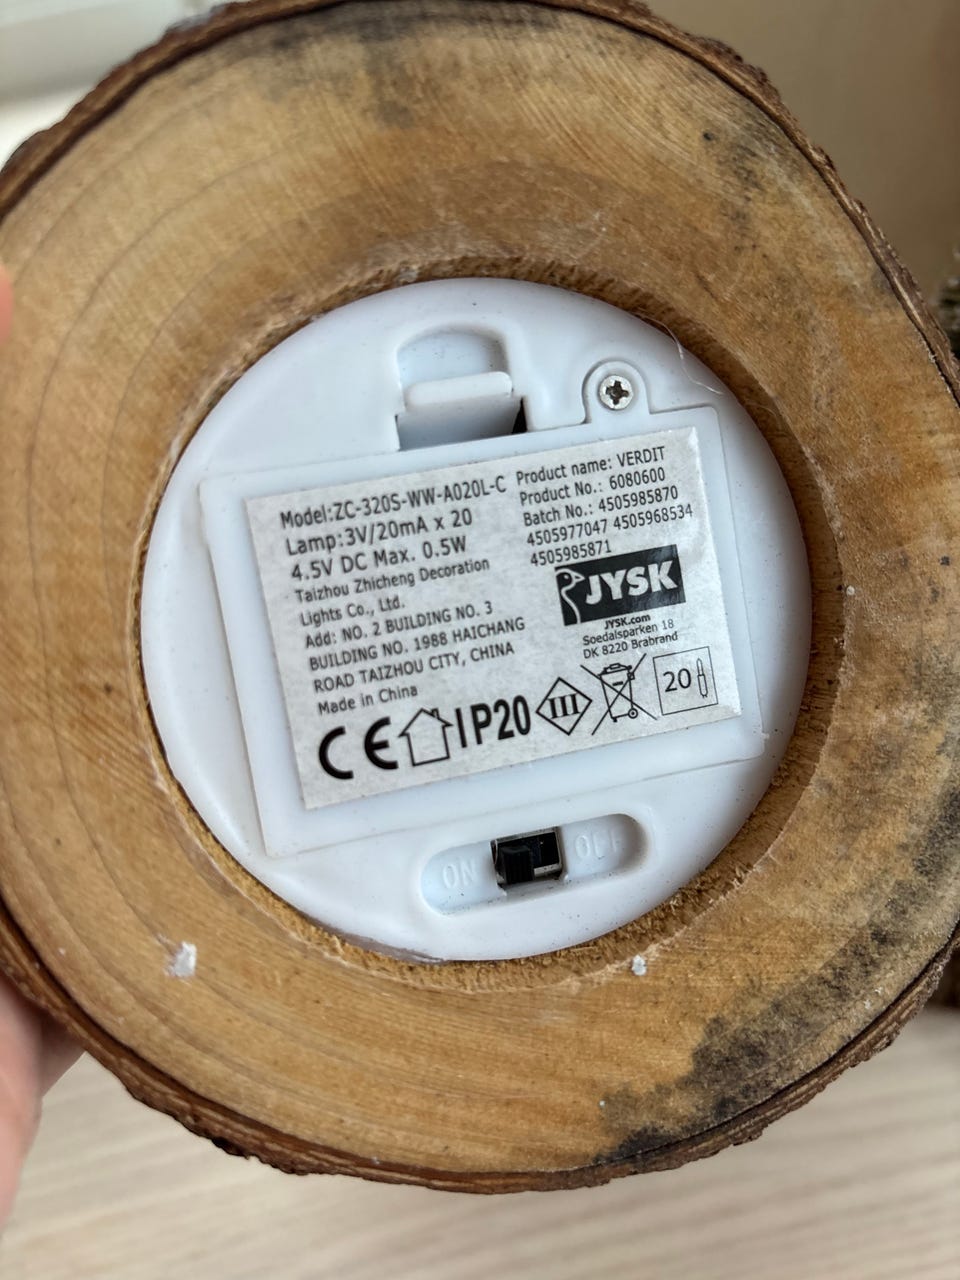 Model:ZC-320S-WW-A020L-C
Lamp:3V/20mA x 20
4.5V DC Max. 0.5W
Taizhou Zhicheng Decoration
Lights Co., Ltd.
Add: NO. 2 BUILDING NO. 3
BUILDING NO. 1988 HAICHANG
ROAD TAIZHOU CITY, CHINA
Made in China
Product name: VERDIT
Product No.: 6080600
Batch No.: 4505985870
4505977047 4505968534
4505985871
JYSK
JYSK.com
Soedalsparken 18
DK 8220 Brabrand
CE IP20 III 20
ON OFF